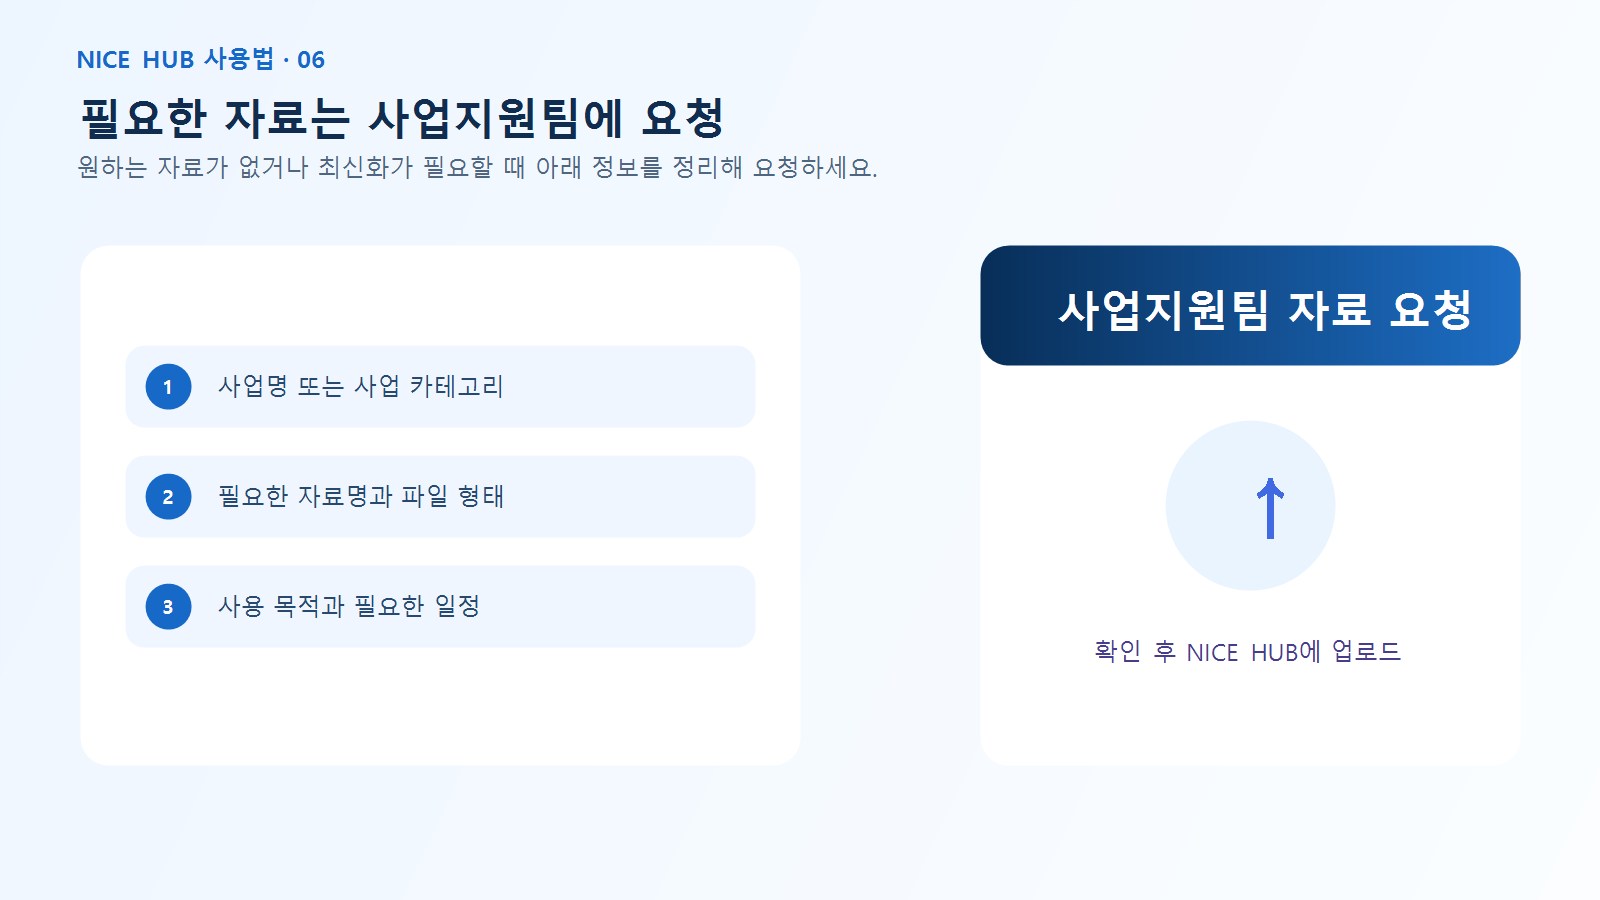 NICE HUB 사용법 · 06
필요한 자료는 사업지원팀에 요청
원하는 자료가 없거나 최신화가 필요할 때 아래 정보를 정리해 요청하세요.
1 사업명 또는 사업 카테고리
2 필요한 자료명과 파일 형태
3 사용 목적과 필요한 일정
사업지원팀 자료 요청
↑
확인 후 NICE HUB에 업로드